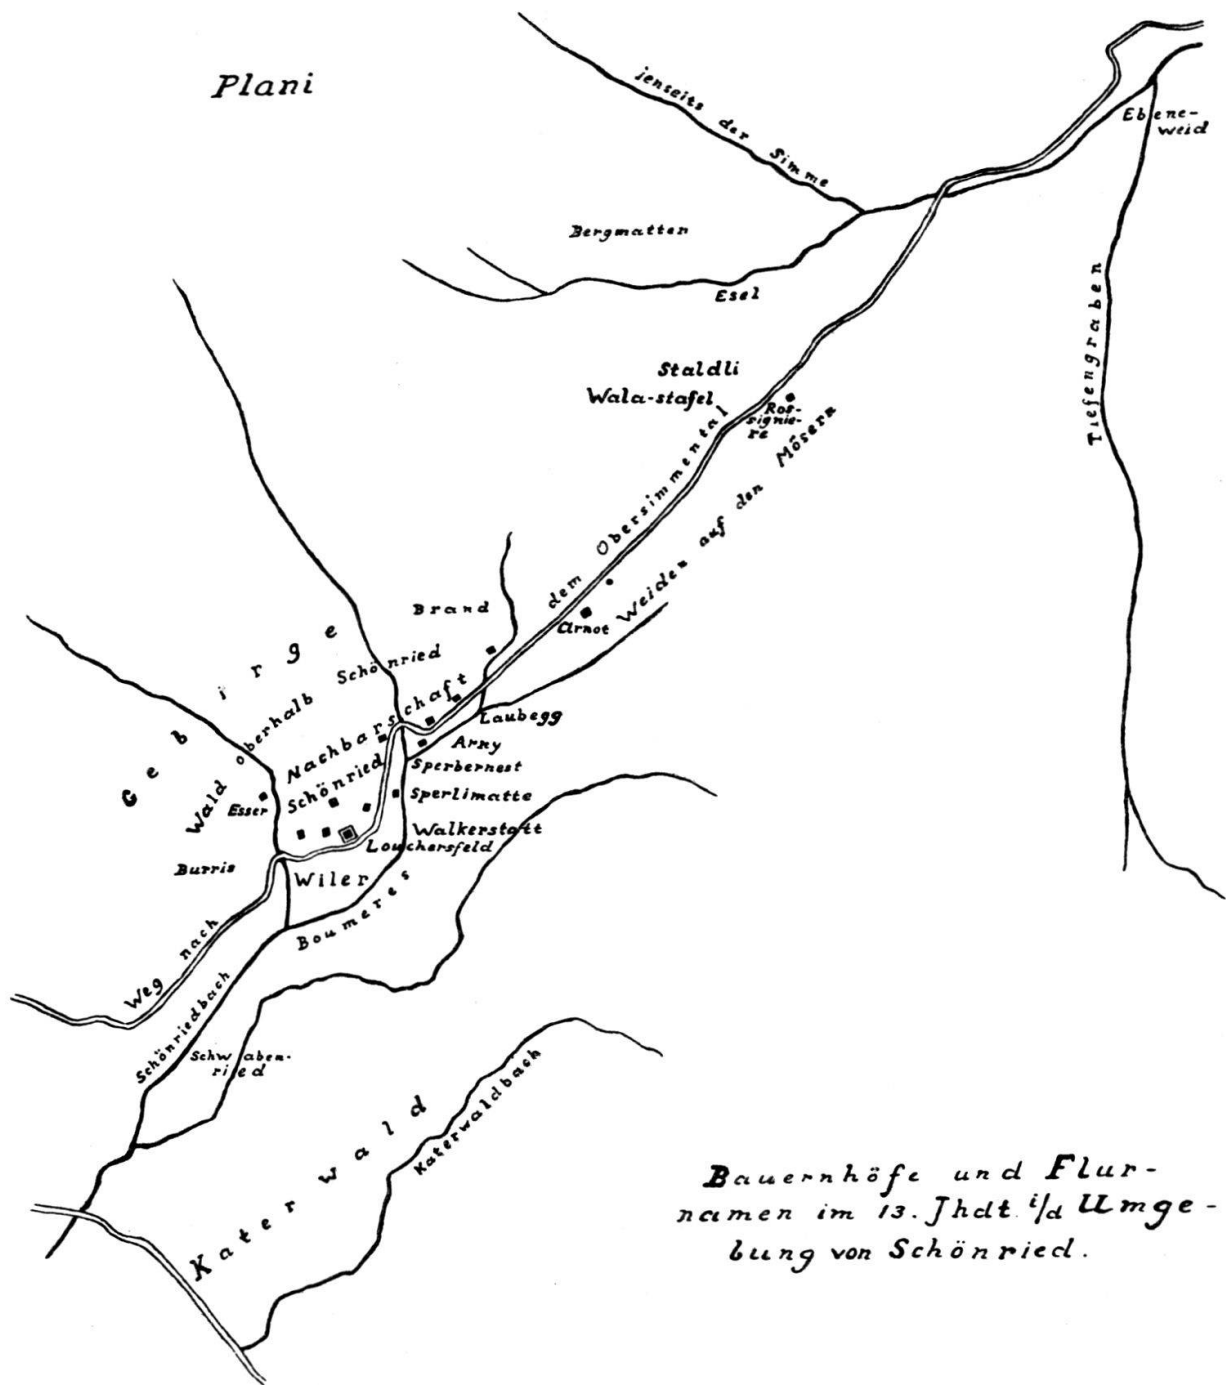 Plani
jenseits der Simme
Ebene-
weid
Bergmatten
Esel
Tiefengraben
Staldli
Wala-stafel
Ros-
signie-
re
Weg nach dem Obersimmental
Weiden auf den Mösern
Brand
Arnot
Gebirge
Wald oberhalb Schönried
Nachbarschaft
Schönried
Laubegg
Arny
Sperbernest
Esser
Sperlimatte
Walkerstatt
Louchersfeld
Burris
Wiler
Boumeres
Schönriedbach
Schwaben-
ried
Katerwald
Katerwaldbach
Bauernhöfe und Flur-
namen im 13. Jhdt. i/d Umge-
bung von Schönried.